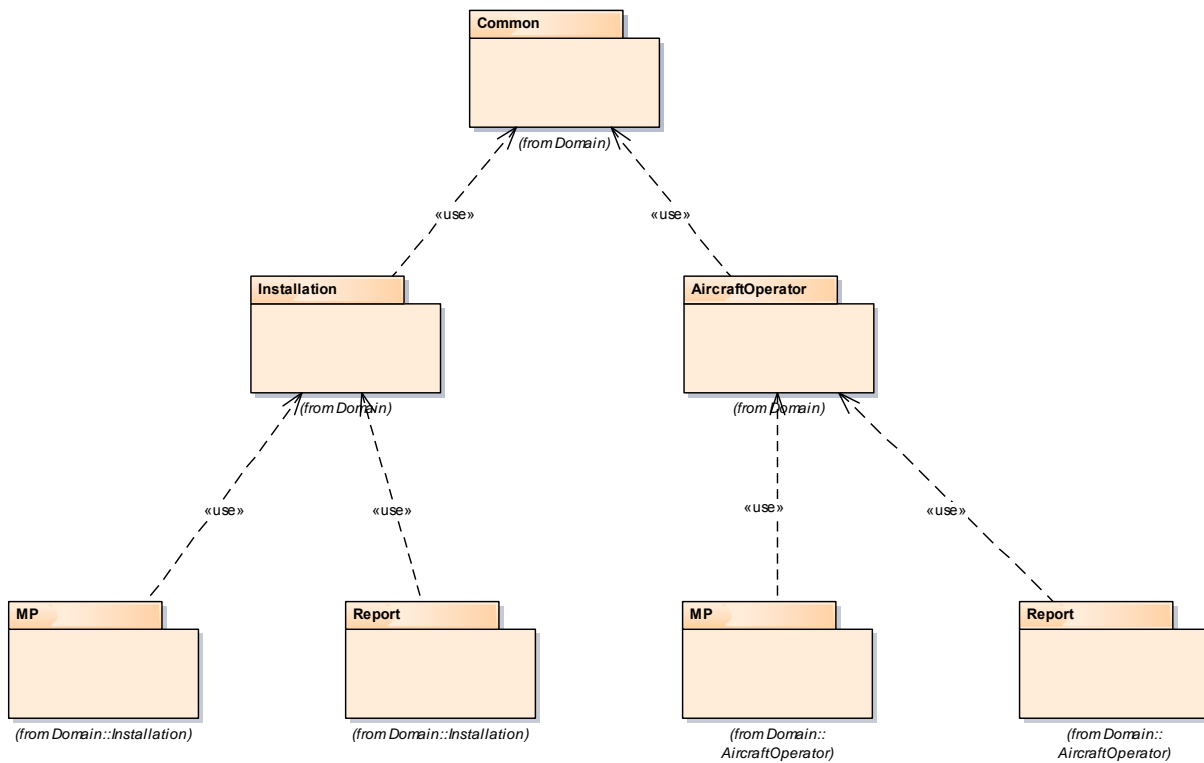 Common
(from Domain)
«use» «use»
Installation AircraftOperator
(from Domain) (from Domain)
«use» «use» «use» «use»
MP Report MP Report
(from Domain::Installation) (from Domain::Installation) (from Domain:: (from Domain::
AircraftOperator) AircraftOperator)